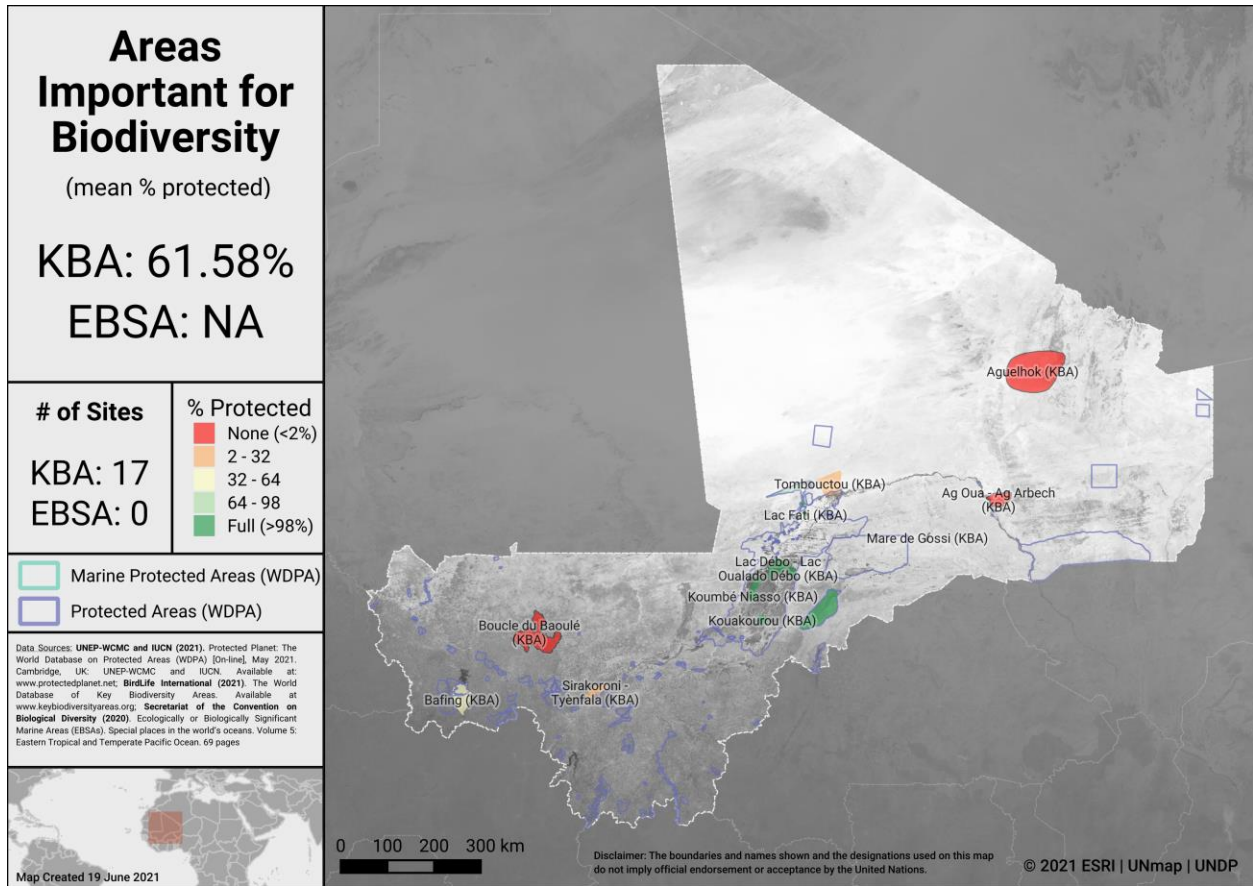 Areas
Important for
Biodiversity
(mean % protected)
KBA: 61.58%
EBSA: NA
# of Sites
KBA: 17
EBSA: 0
% Protected
None (<2%)
2 - 32
32 - 64
64 - 98
Full (>98%)
Marine Protected Areas (WDPA)
Protected Areas (WDPA)
Data Sources: UNEP-WCMC and IUCN (2021). Protected Planet: The
World Database on Protected Areas (WDPA) [On-line], May 2021.
Cambridge, UK: UNEP-WCMC and IUCN. Available at:
www.protectedplanet.net; BirdLife International (2021). The World
Database of Key Biodiversity Areas. Available at
www.keybiodiversityareas.org; Secretariat of the Convention on
Biological Diversity (2020). Ecologically or Biologically Significant
Marine Areas (EBSAs). Special places in the world's oceans. Volume 5:
Eastern Tropical and Temperate Pacific Ocean. 69 pages
Map Created 19 June 2021
Aguelhok (KBA)
Tombouctou (KBA)
Ag Oua - Ag Arbech
(KBA)
Lac Fati (KBA)
Mare de Gossi (KBA)
Lac Débo - Lac
Oualado Débo (KBA)
Koumbé Niasso (KBA)
Kouakourou (KBA)
Boucle du Baoulé
(KBA)
Sirakoroni -
Tyènfala (KBA)
Bafing (KBA)
0 100 200 300 km
Disclaimer: The boundaries and names shown and the designations used on this map
do not imply official endorsement or acceptance by the United Nations.
© 2021 ESRI | UNmap | UNDP